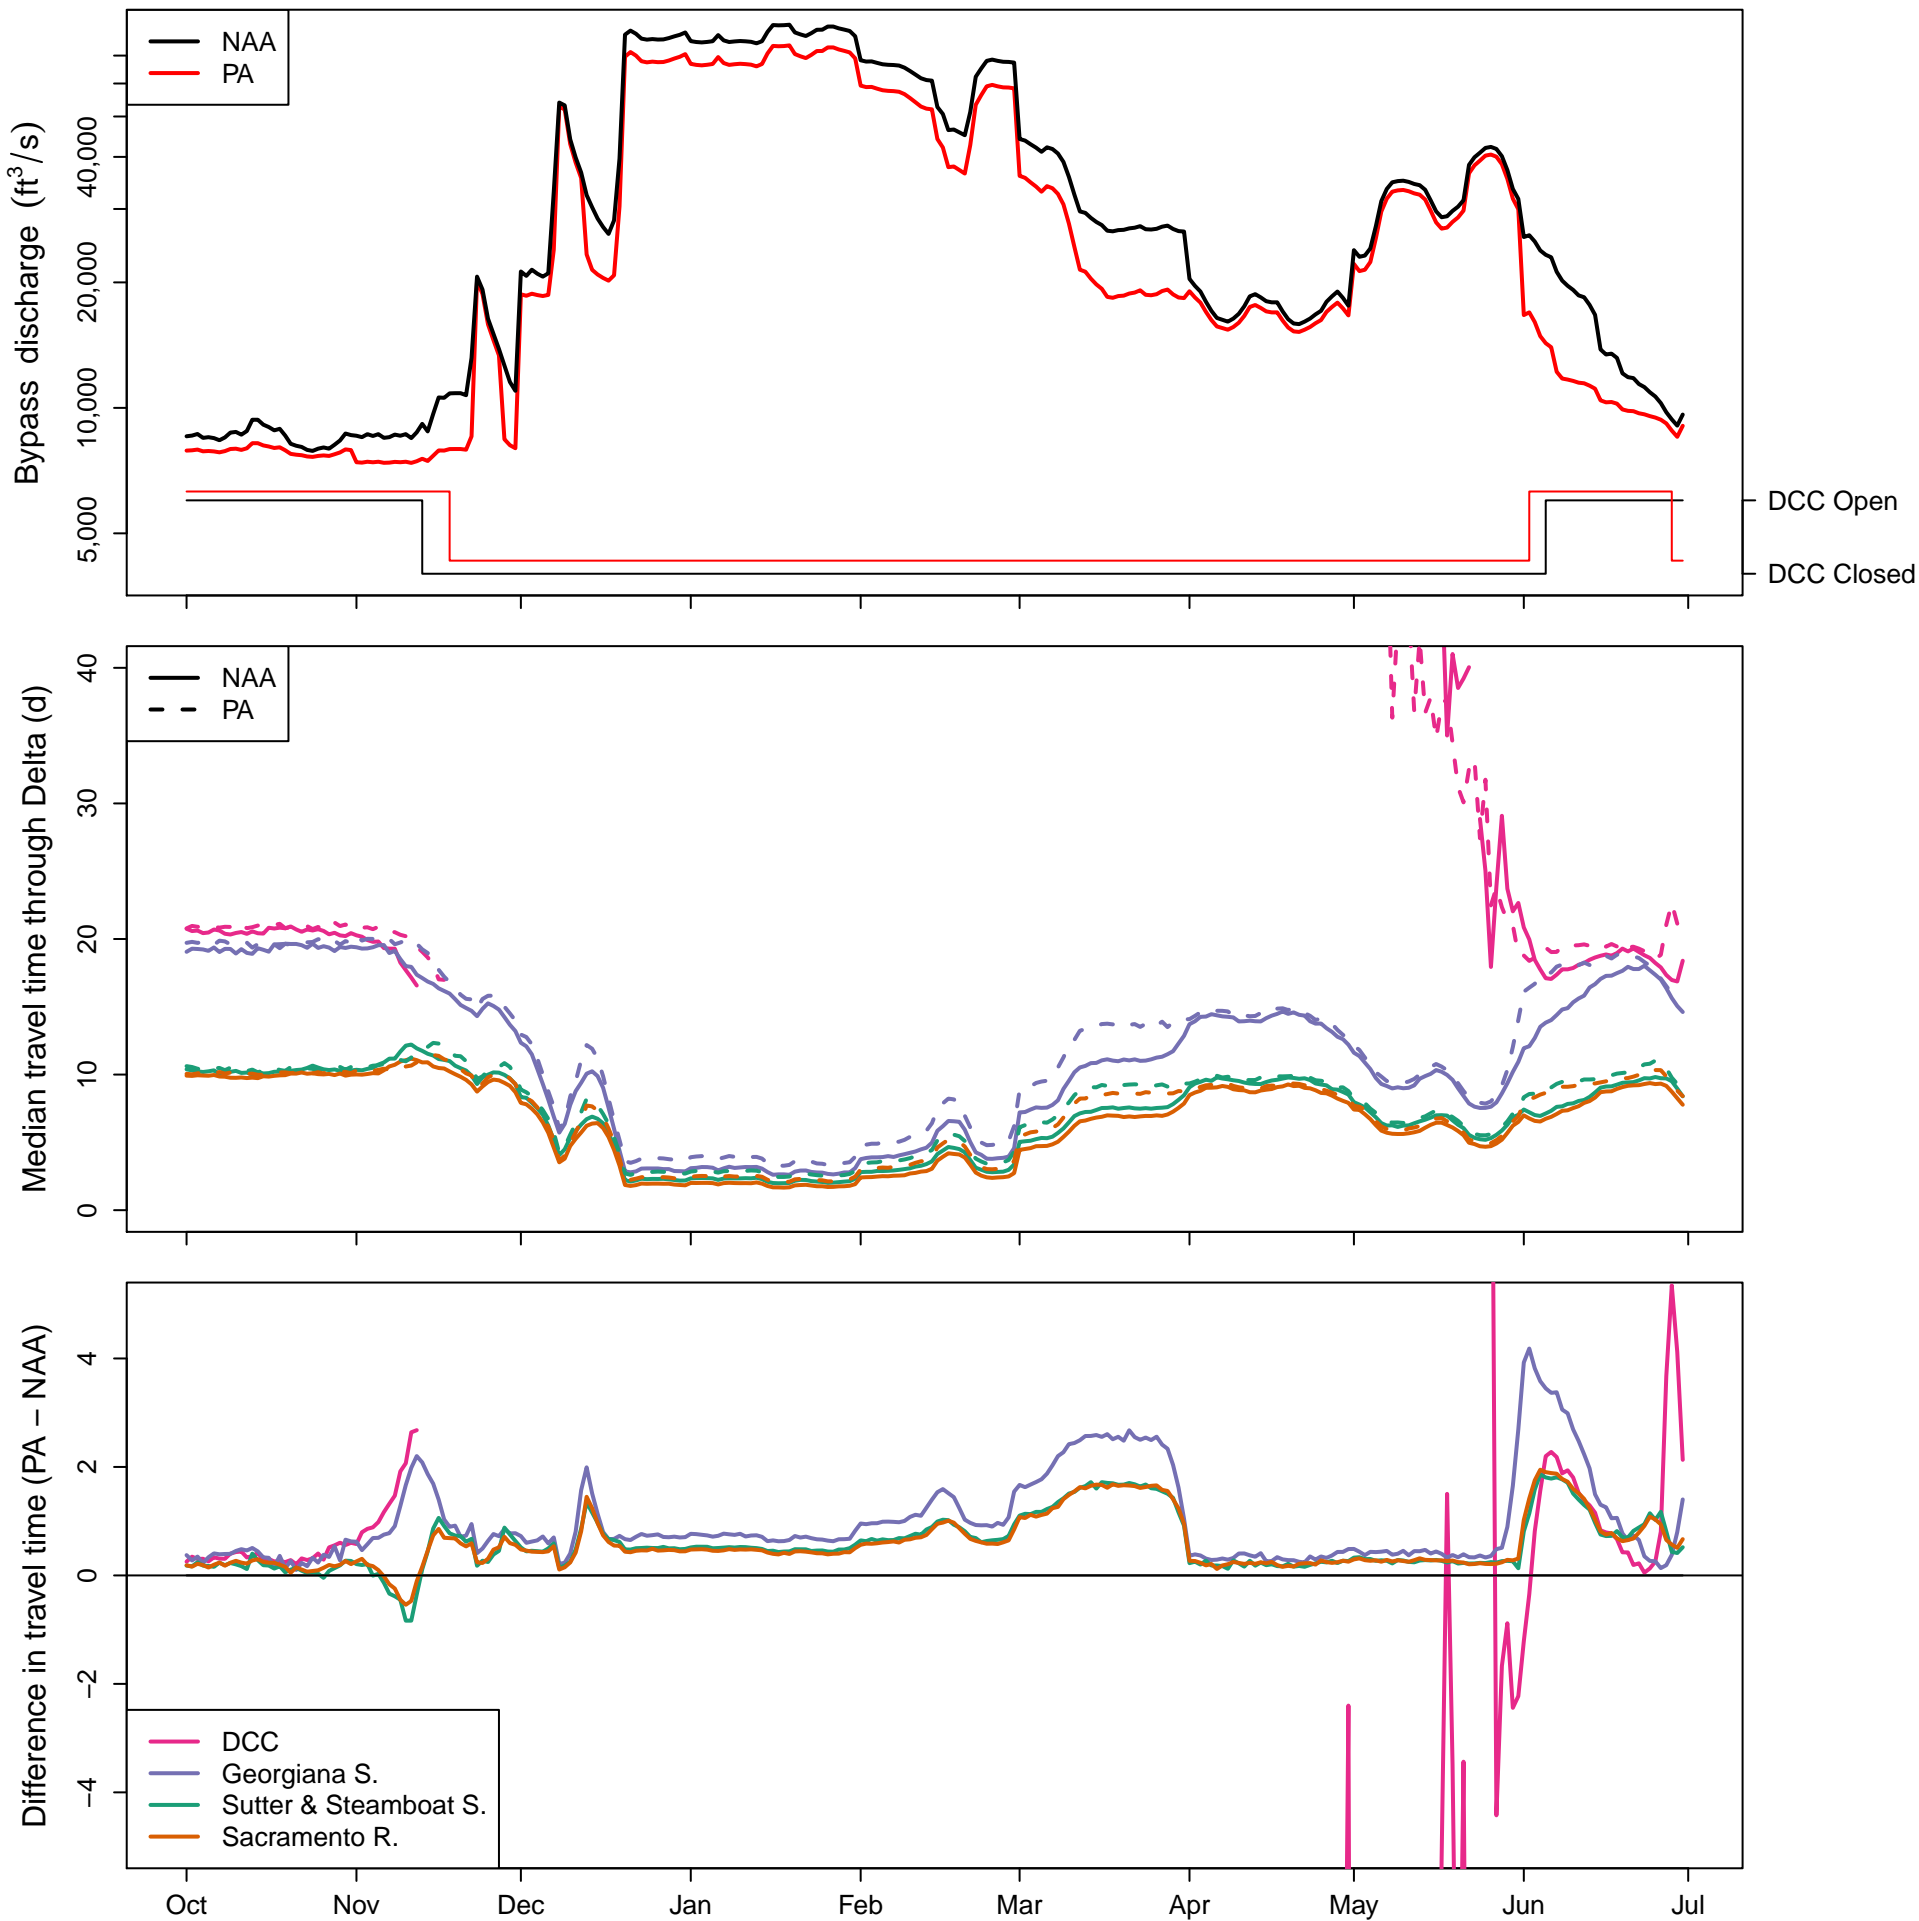 NAA
PA
Bypass discharge (ft³/s)
40,000
20,000
10,000
5,000
DCC Open
DCC Closed
NAA
PA
Median travel time through Delta (d)
40
30
20
10
0
Difference in travel time (PA − NAA)
4
2
0
−2
−4
DCC
Georgiana S.
Sutter & Steamboat S.
Sacramento R.
Oct Nov Dec Jan Feb Mar Apr May Jun Jul